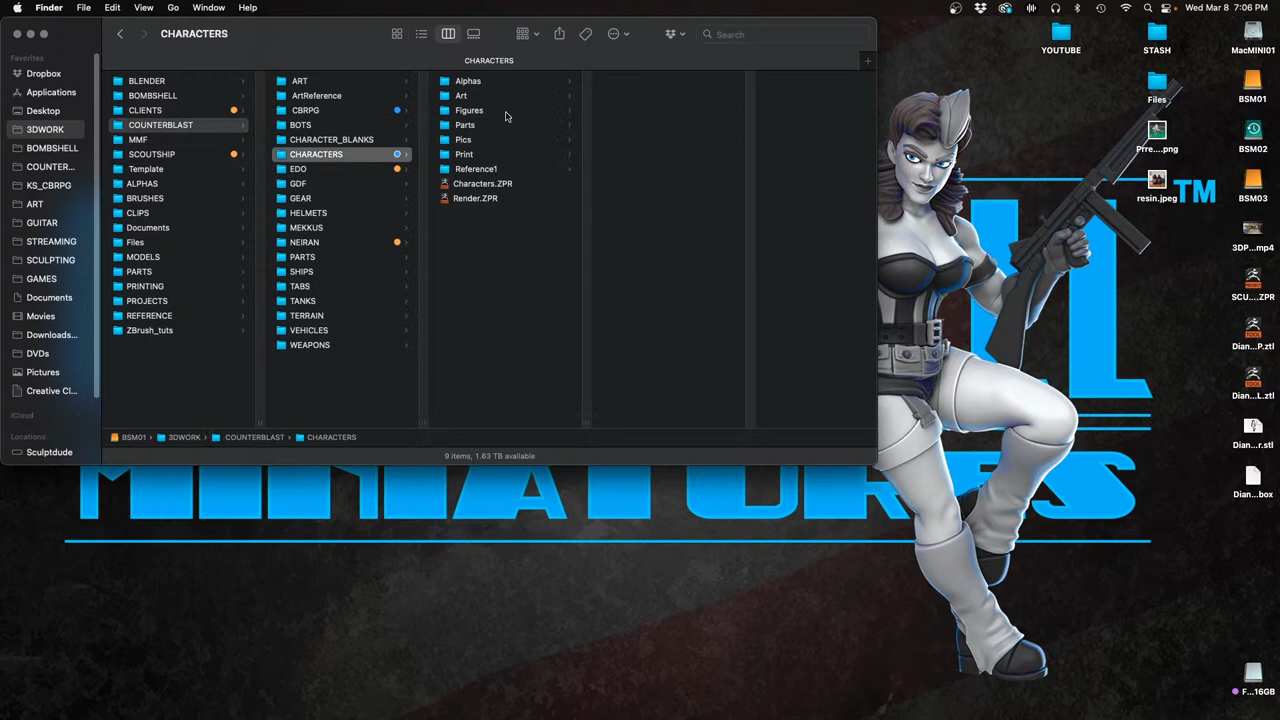 Finder File Edit View Go Window Help
Wed Mar 8 7:06 PM
CHARACTERS
Search
CHARACTERS
Favorites
Dropbox
Applications
Desktop
3DWORK
BOMBSHELL
COUNTER...
KS_CBRPG
ART
GUITAR
STREAMING
SCULPTING
GAMES
Documents
Movies
Downloads...
DVDs
Pictures
Creative Cl...
iCloud
Locations
Sculptdude
BLENDER
BOMBSHELL
CLIENTS
COUNTERBLAST
MMF
SCOUTSHIP
Template
ALPHAS
BRUSHES
CLIPS
Documents
Files
MODELS
PARTS
PRINTING
PROJECTS
REFERENCE
ZBrush_tuts
ART
ArtReference
CBRPG
BOTS
CHARACTER_BLANKS
CHARACTERS
EDO
GDF
GEAR
HELMETS
MEKKUS
NEIRAN
PARTS
SHIPS
TABS
TANKS
TERRAIN
VEHICLES
WEAPONS
Alphas
Art
Figures
Parts
Pics
Print
Reference1
Characters.ZPR
Render.ZPR
BSM01 › 3DWORK › COUNTERBLAST › CHARACTERS
9 items, 1.63 TB available
YOUTUBE
STASH
MacMINI01
Files
BSM01
Prre....png
BSM02
resin.jpeg
BSM03
3DP...mp4
SCU....ZPR
Dian...P.ztl
Dian...L.ztl
Dian...r.stl
Dian...box
F...16GB
TM
MINIATURES